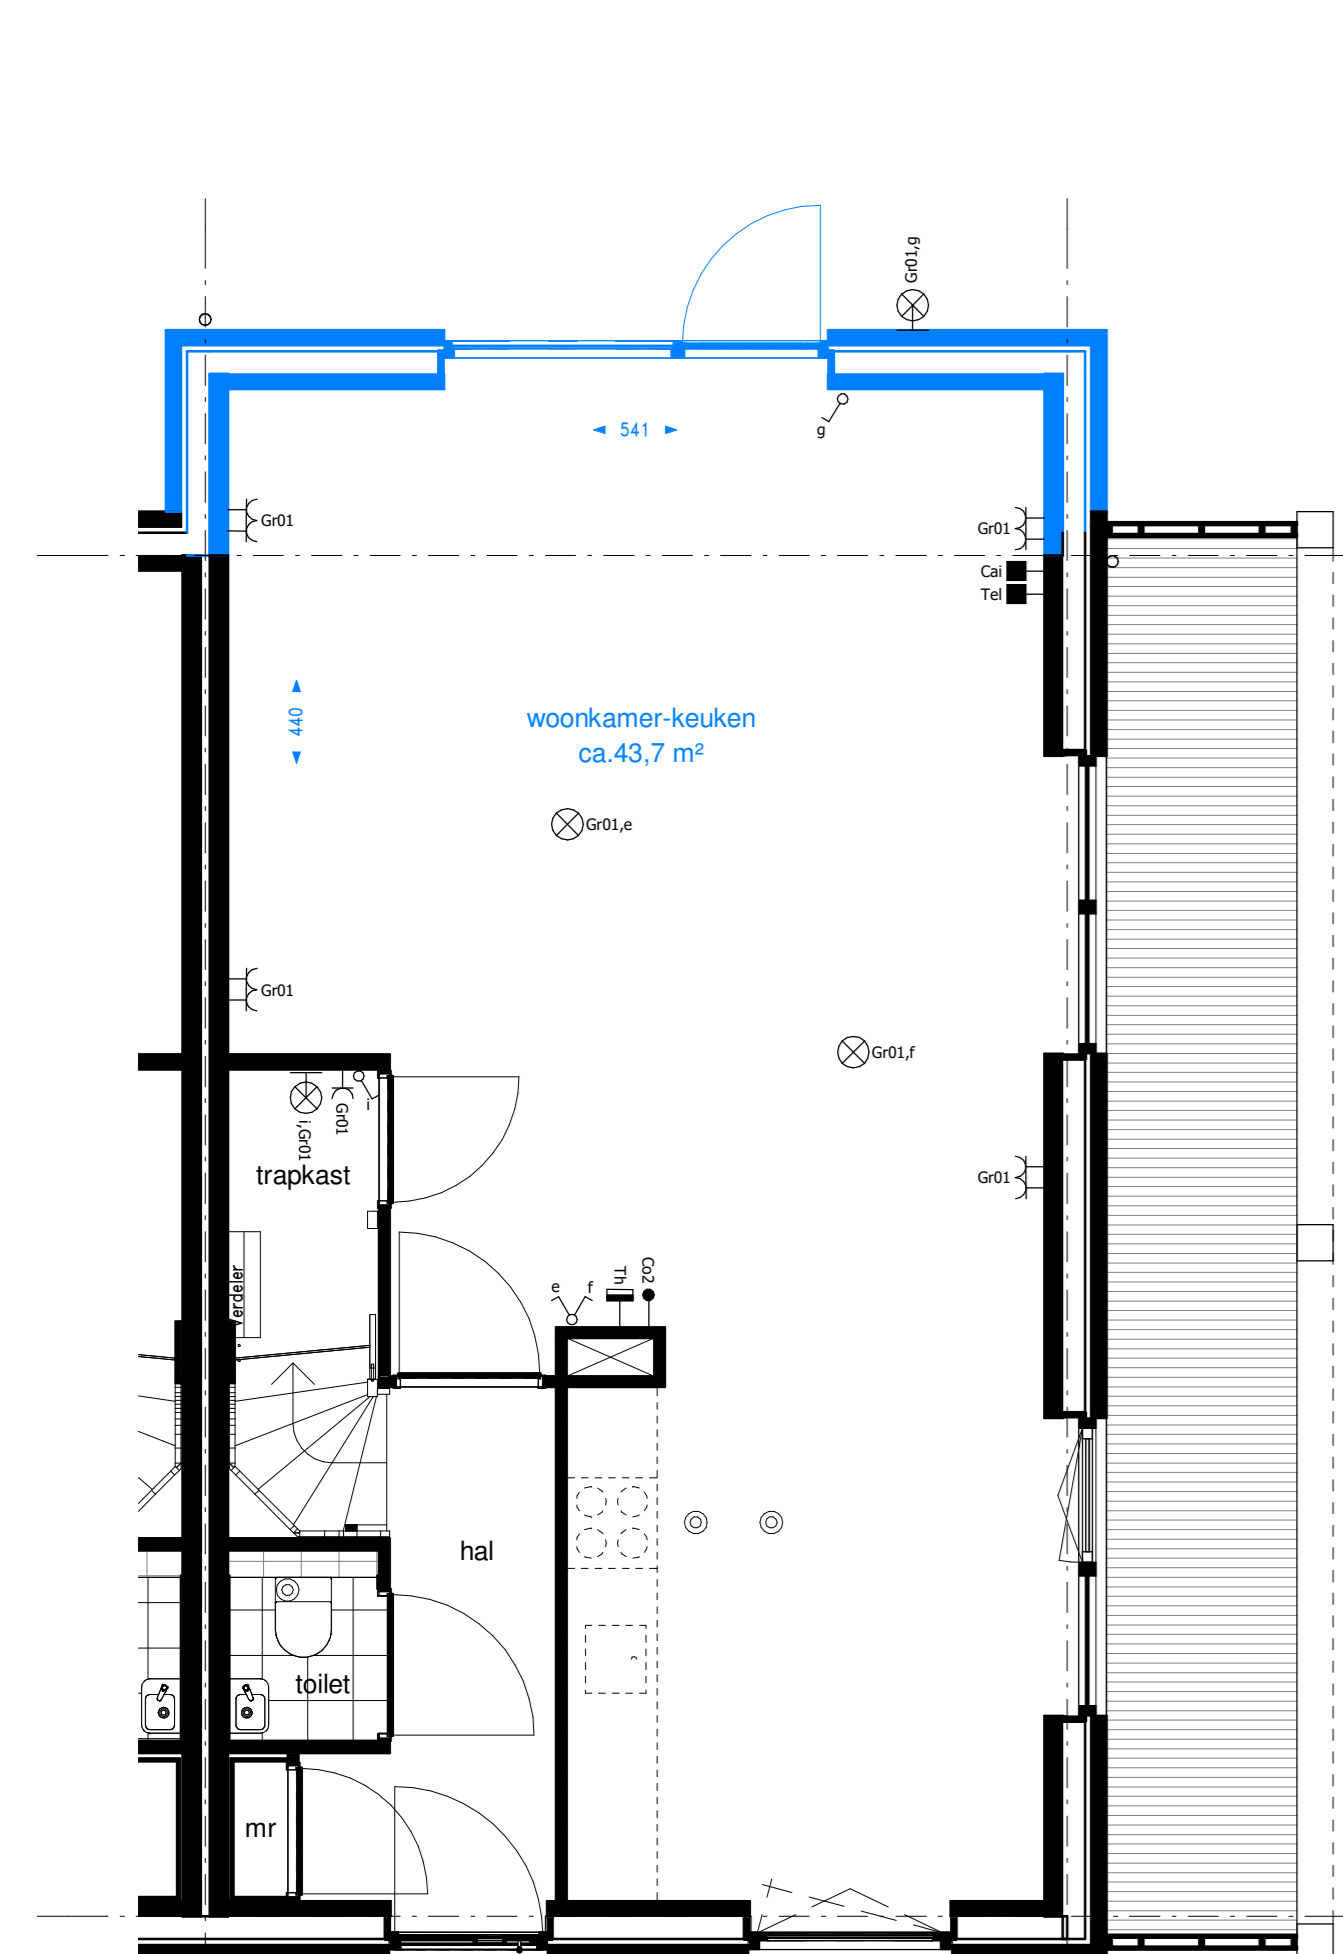 Gr01,g
541
g
Gr01
Gr01
Cai
Tel
440
woonkamer-keuken
ca.43,7 m²
Gr01,e
Gr01
Gr01,f
i
Gr01
i,Gr01
trapkast
Gr01
verdeler
e
f
Th
Co2
hal
toilet
mr